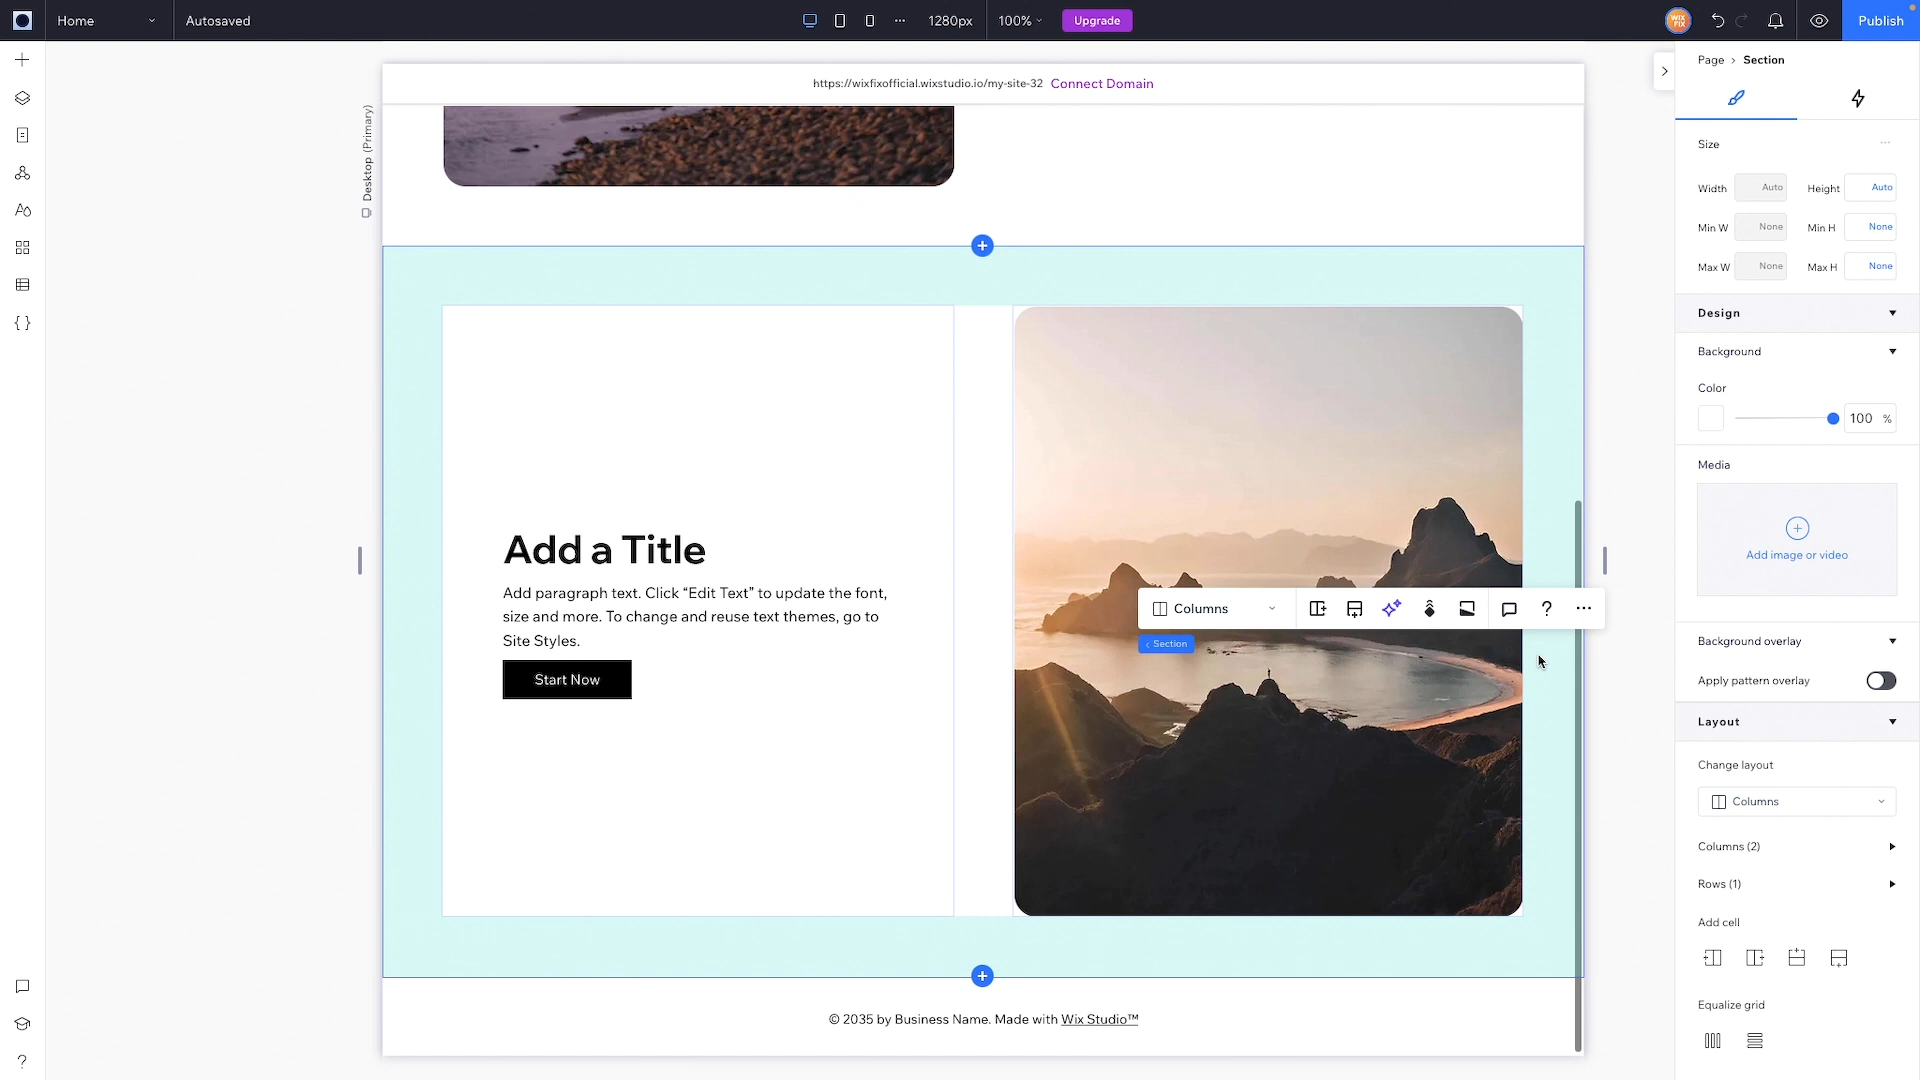 Home
Autosaved
1280px
100%
Upgrade
WIX
FIX
Publish
https://wixfixofficial.wixstudio.io/my-site-32 Connect Domain
Desktop (Primary)
Add a Title
Add paragraph text. Click “Edit Text” to update the font,
size and more. To change and reuse text themes, go to
Site Styles.
Start Now
Columns
?
‹ Section
© 2035 by Business Name. Made with Wix Studio™
?
Page › Section
Size
Width Auto Height Auto
Min W None Min H None
Max W None Max H None
Design
Background
Color
100 %
Media
Add image or video
Background overlay
Apply pattern overlay
Layout
Change layout
Columns
Columns (2)
Rows (1)
Add cell
Equalize grid